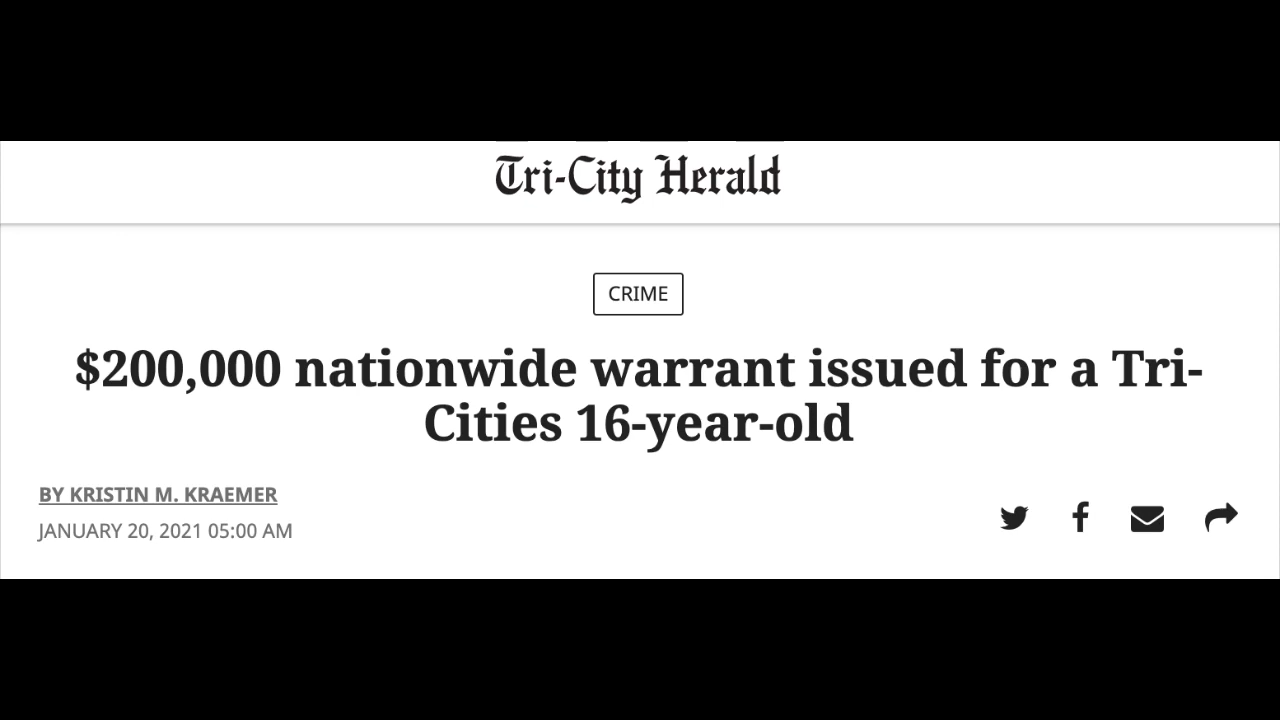 Tri-City Herald
CRIME
$200,000 nationwide warrant issued for a Tri-
Cities 16-year-old
BY KRISTIN M. KRAEMER
JANUARY 20, 2021 05:00 AM